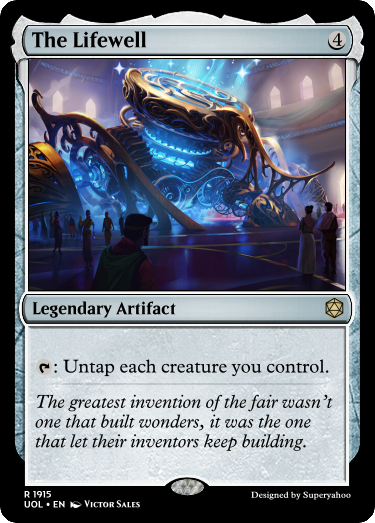 The Lifewell
4
Legendary Artifact
: Untap each creature you control.
The greatest invention of the fair wasn't
one that built wonders, it was the one
that let their inventors keep building.
R 1915
UOL • EN VICTOR SALES
Designed by Superyahoo